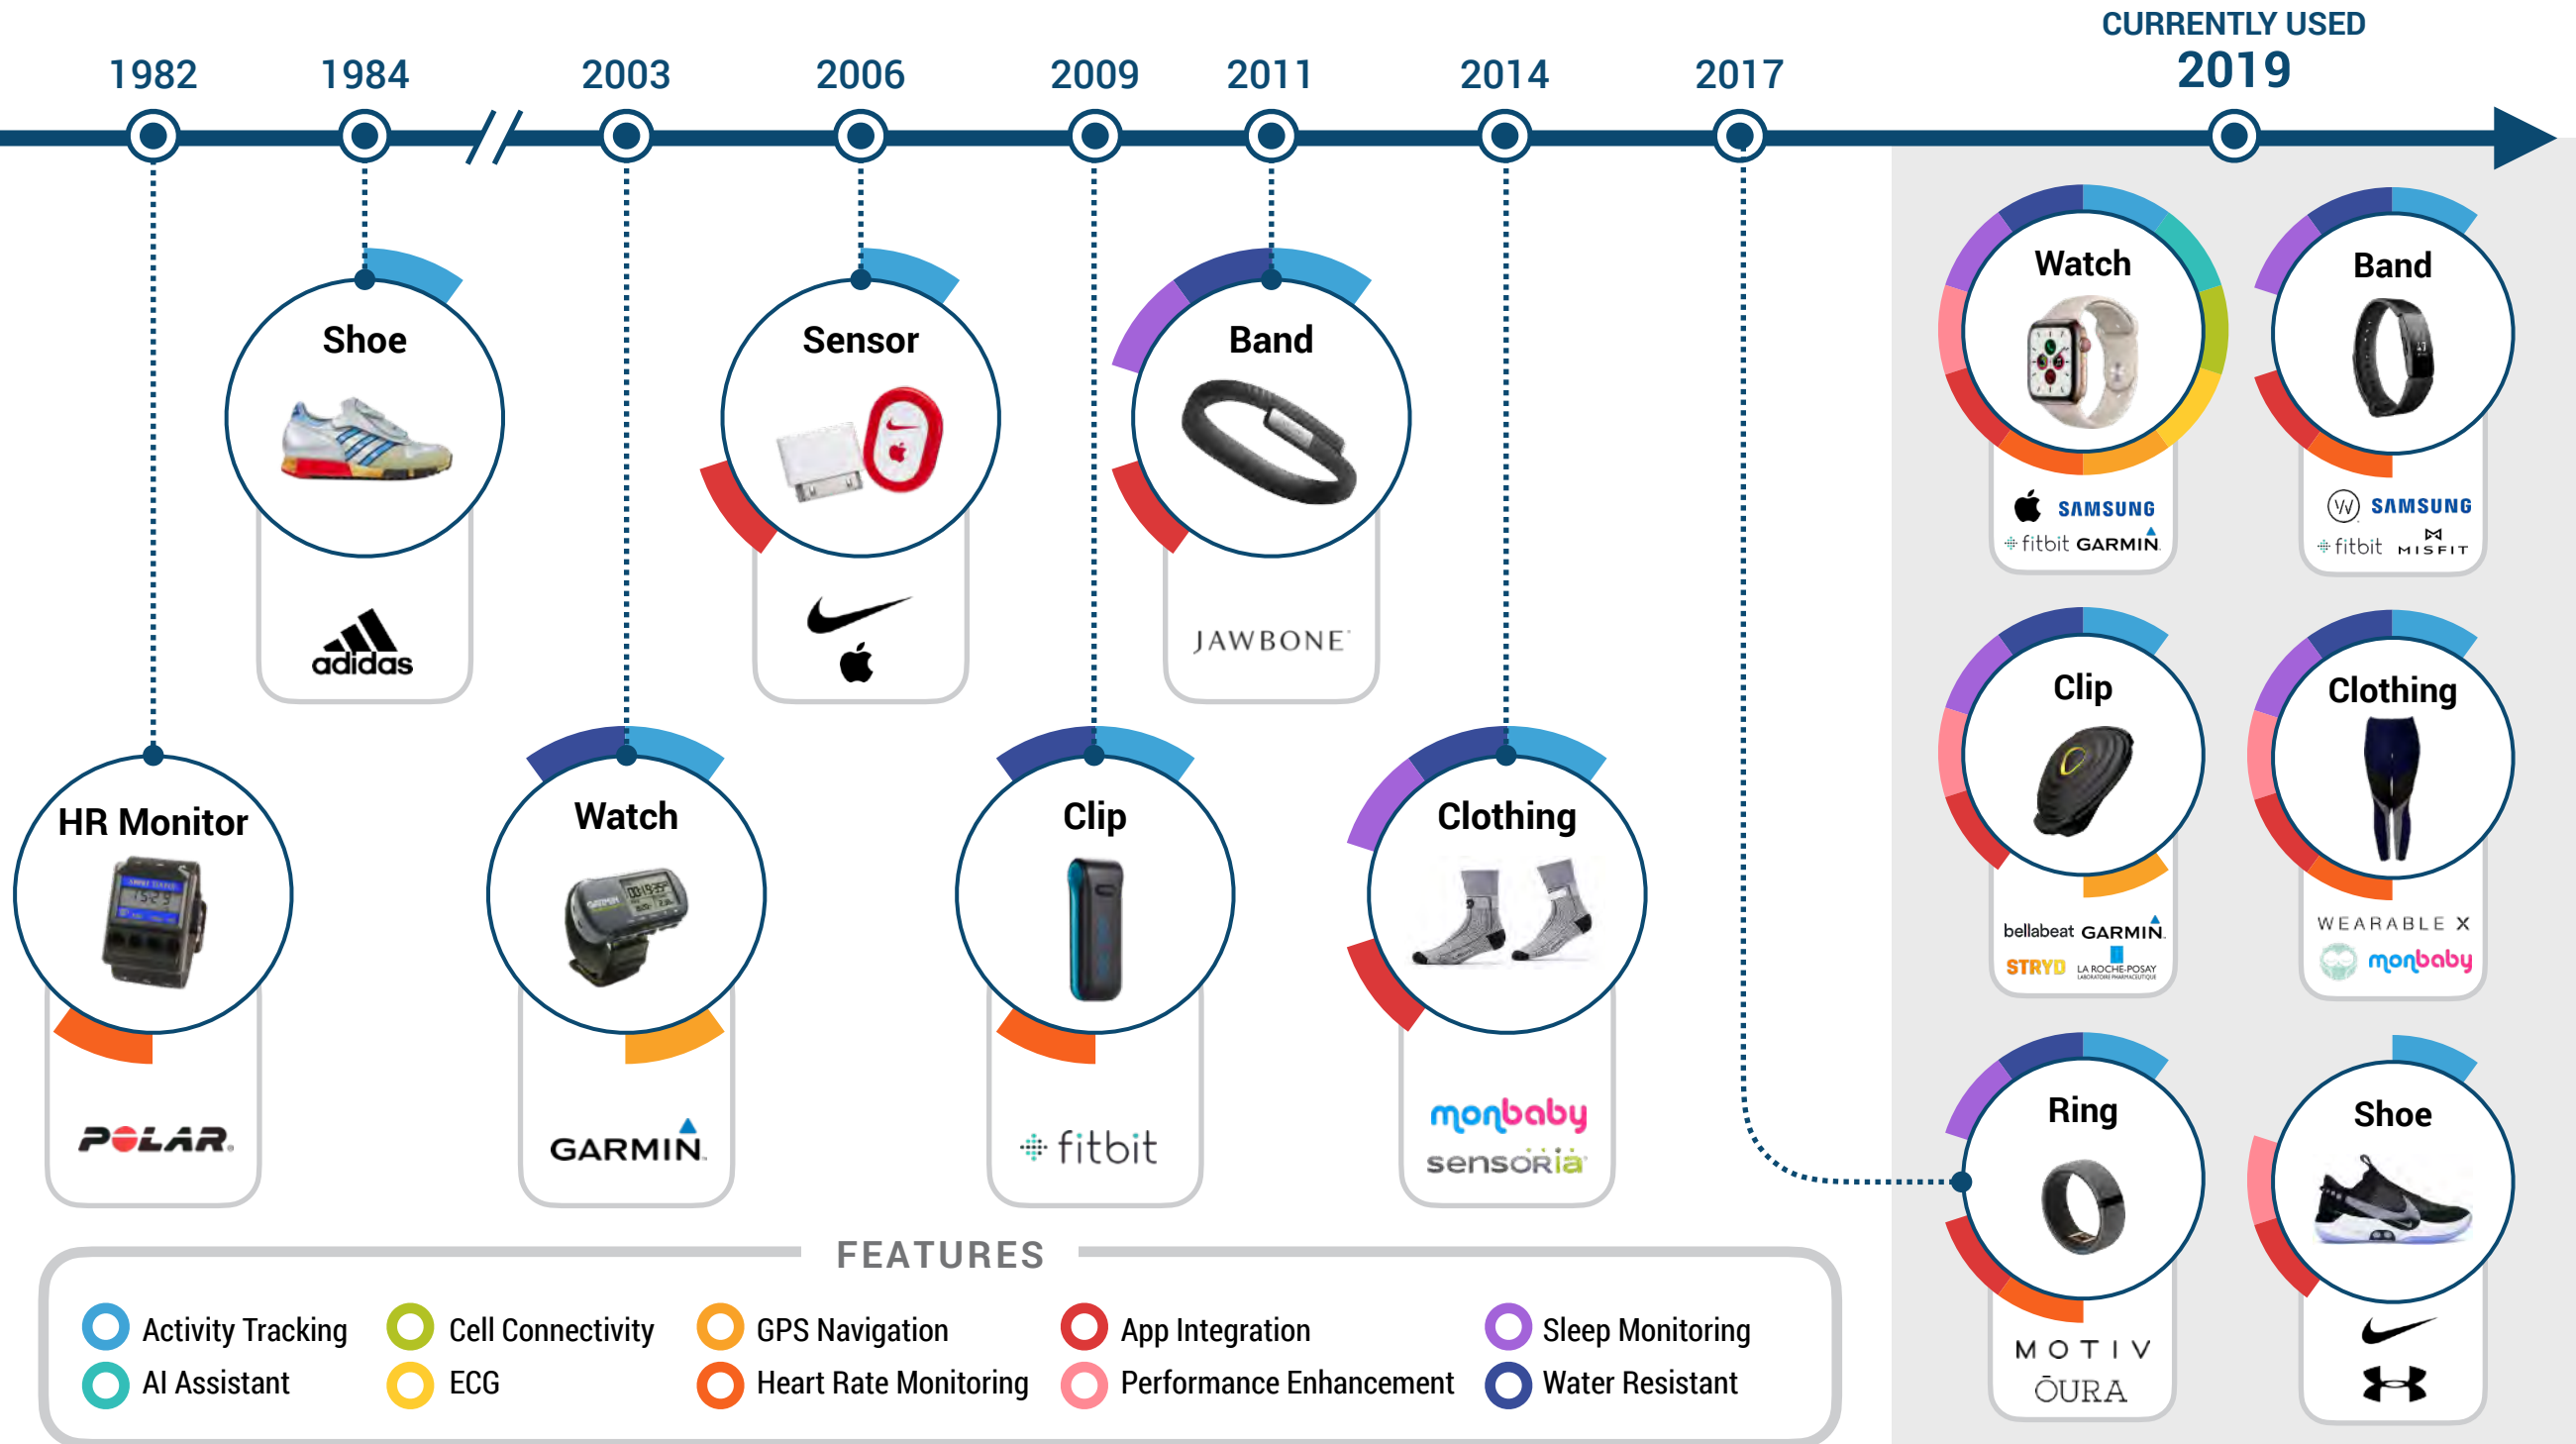 CURRENTLY USED
1982 1984 2003 2006 2009 2011 2014 2017 2019
Shoe
adidas
Sensor
Band
JAWBONE
HR Monitor
POLAR
Watch
GARMIN
Clip
fitbit
Clothing
monbaby
sensoria
Watch
SAMSUNG
fitbit GARMIN
Band
SAMSUNG
fitbit MISFIT
Clip
bellabeat GARMIN
STRYD LA ROCHE-POSAY
LABORATOIRE PHARMACEUTIQUE
Clothing
WEARABLE X
monbaby
Ring
MOTIV
ŌURA
Shoe
FEATURES
Activity Tracking Cell Connectivity GPS Navigation App Integration Sleep Monitoring
AI Assistant ECG Heart Rate Monitoring Performance Enhancement Water Resistant